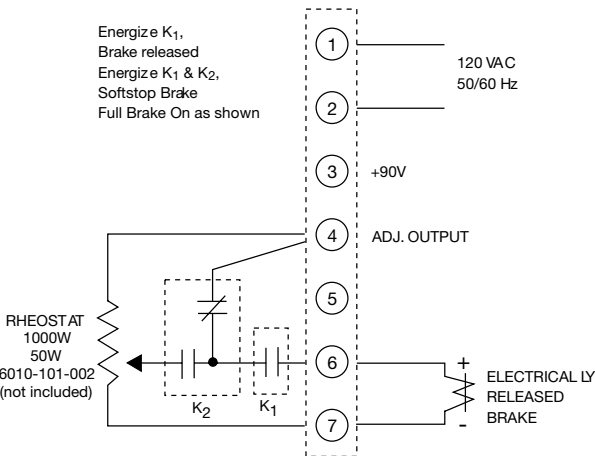 Energize K1,
Brake released
Energize K1 & K2,
Softstop Brake
Full Brake On as shown
1
120 VAC
50/60 Hz
2
3 +90V
4 ADJ. OUTPUT
5
RHEOSTAT
1000W
50W
6010-101-002
(not included)
K2
K1
6
7
+
ELECTRICALLY
RELEASED
BRAKE
-